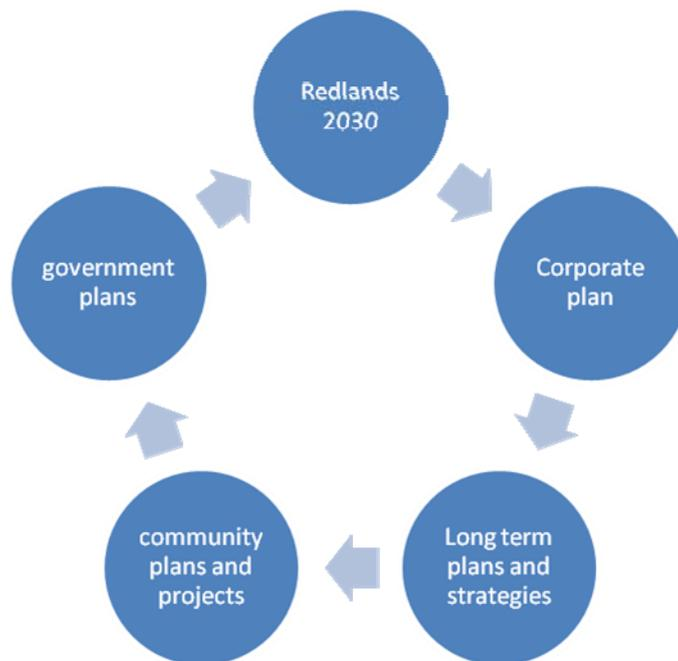 Redlands
2030
Corporate
plan
Long term
plans and
strategies
community
plans and
projects
government
plans